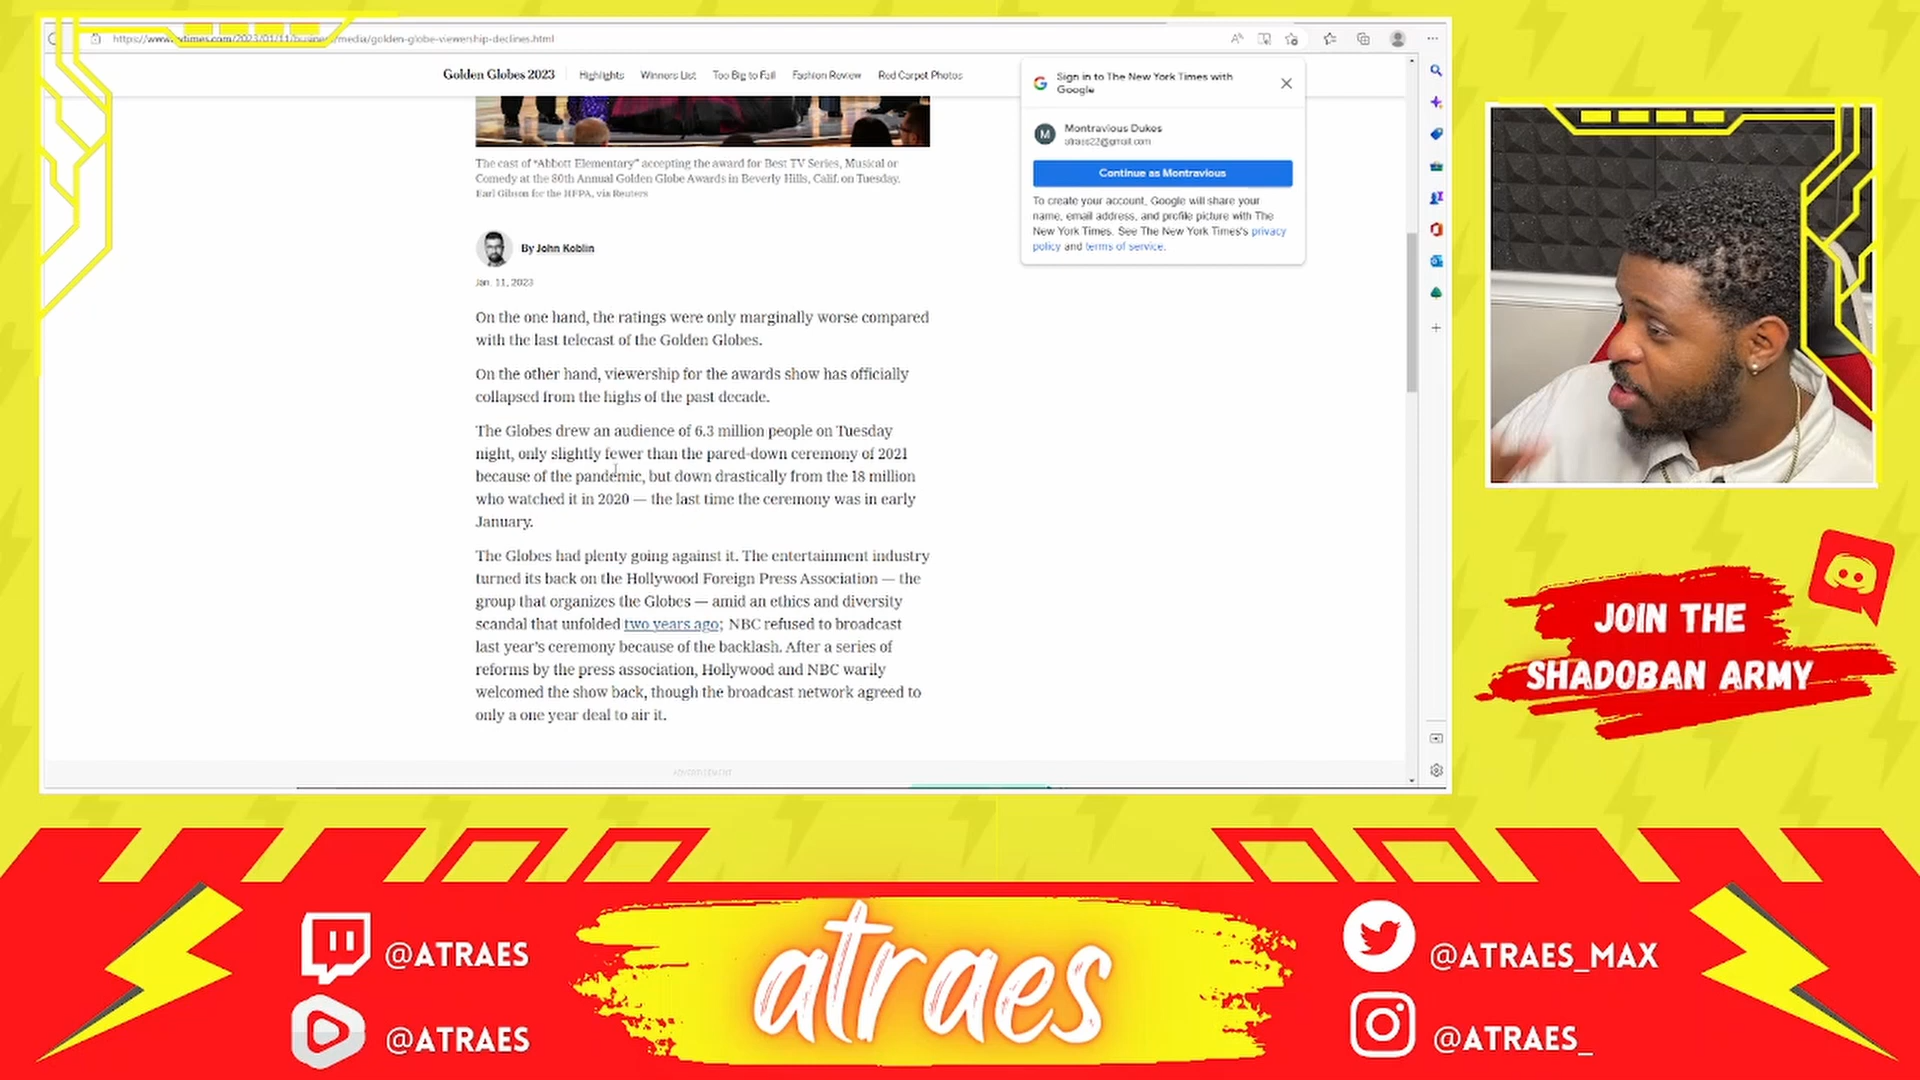 golden-globe-viewership-declines.html
Golden Globes 2023
Highlights
Winners List
Too Big to Fail
Fashion Review
Red Carpet Photos
Sign in to The New York Times with
Google
M
Montravious Dukes
atraes22@gmail.com
Continue as Montravious
To create your account, Google will share your
name, email address, and profile picture with The
New York Times. See The New York Times's privacy
policy and terms of service.
The cast of "Abbott Elementary" accepting the award for Best TV Series, Musical or
Comedy at the 80th Annual Golden Globe Awards in Beverly Hills, Calif. on Tuesday.
Earl Gibson for the HFPA, via Reuters
By John Koblin
Jan. 11, 2023
On the one hand, the ratings were only marginally worse compared
with the last telecast of the Golden Globes.
On the other hand, viewership for the awards show has officially
collapsed from the highs of the past decade.
The Globes drew an audience of 6.3 million people on Tuesday
night, only slightly fewer than the pared-down ceremony of 2021
because of the pandemic, but down drastically from the 18 million
who watched it in 2020 — the last time the ceremony was in early
January.
The Globes had plenty going against it. The entertainment industry
turned its back on the Hollywood Foreign Press Association — the
group that organizes the Globes — amid an ethics and diversity
scandal that unfolded two years ago; NBC refused to broadcast
last year's ceremony because of the backlash. After a series of
reforms by the press association, Hollywood and NBC warily
welcomed the show back, though the broadcast network agreed to
only a one year deal to air it.
ADVERTISEMENT
JOIN THE
SHADOBAN ARMY
@ATRAES
@ATRAES
atraes
@ATRAES_MAX
@ATRAES_